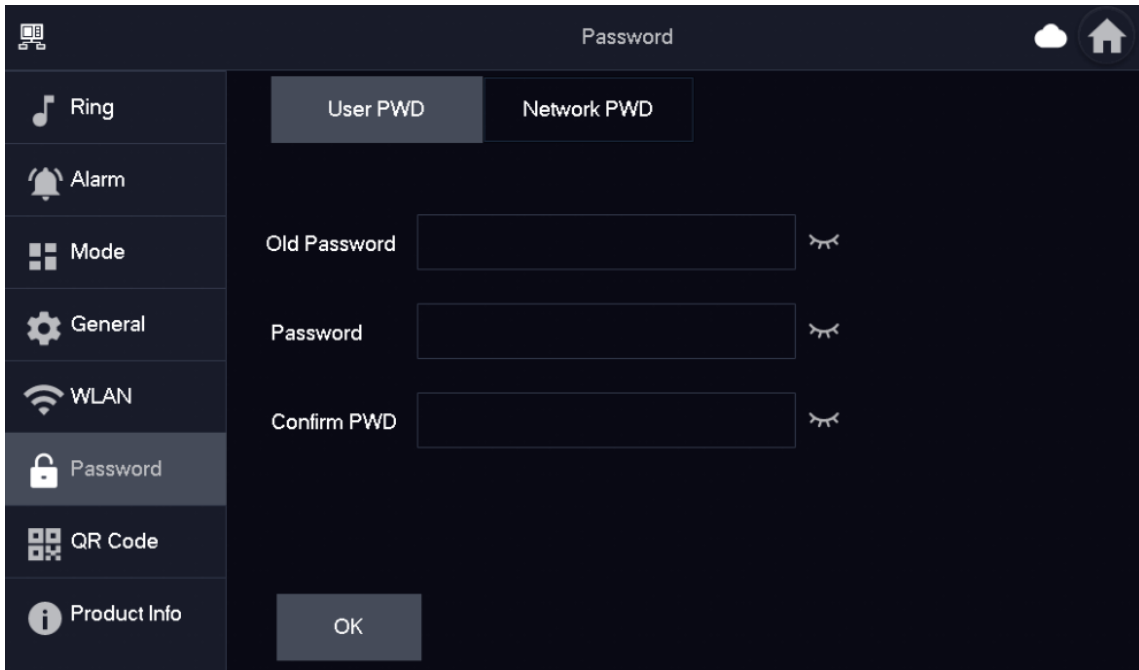 Password
Ring
Alarm
Mode
General
WLAN
Password
QR Code
Product Info
User PWD
Network PWD
Old Password
Password
Confirm PWD
OK